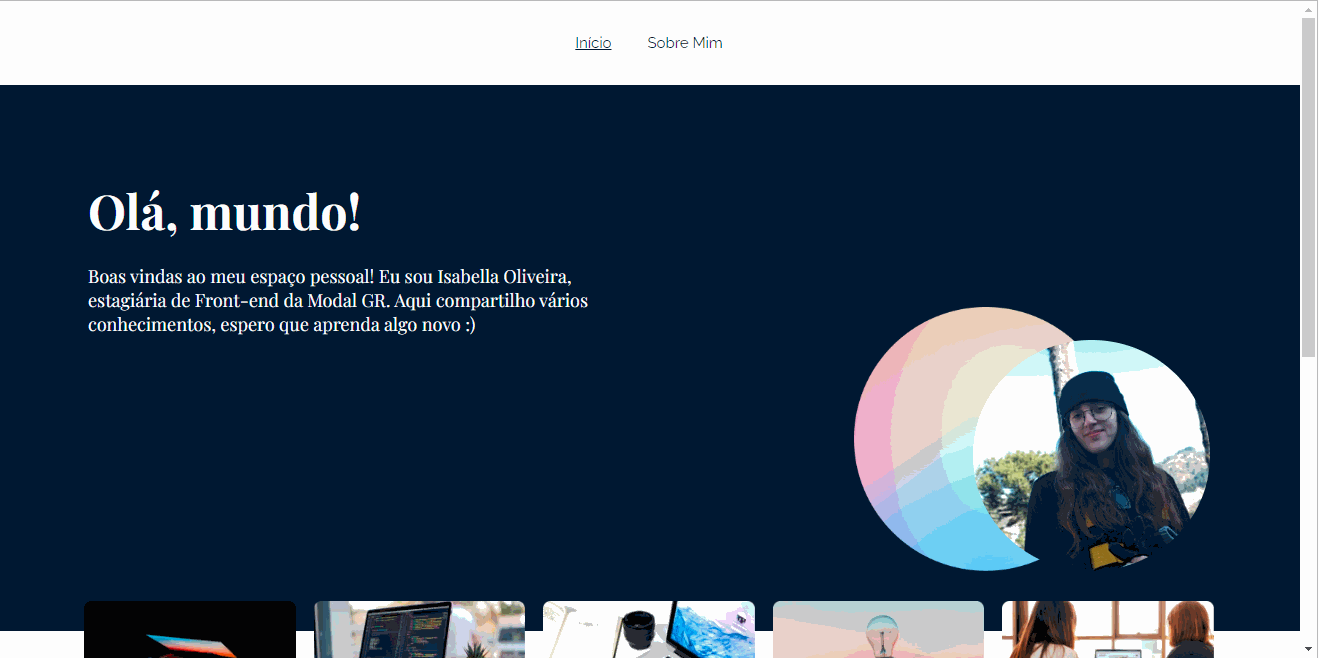 Início
Sobre Mim
Olá, mundo!
Boas vindas ao meu espaço pessoal! Eu sou Isabella Oliveira,
estagiária de Front-end da Modal GR. Aqui compartilho vários
conhecimentos, espero que aprenda algo novo :)